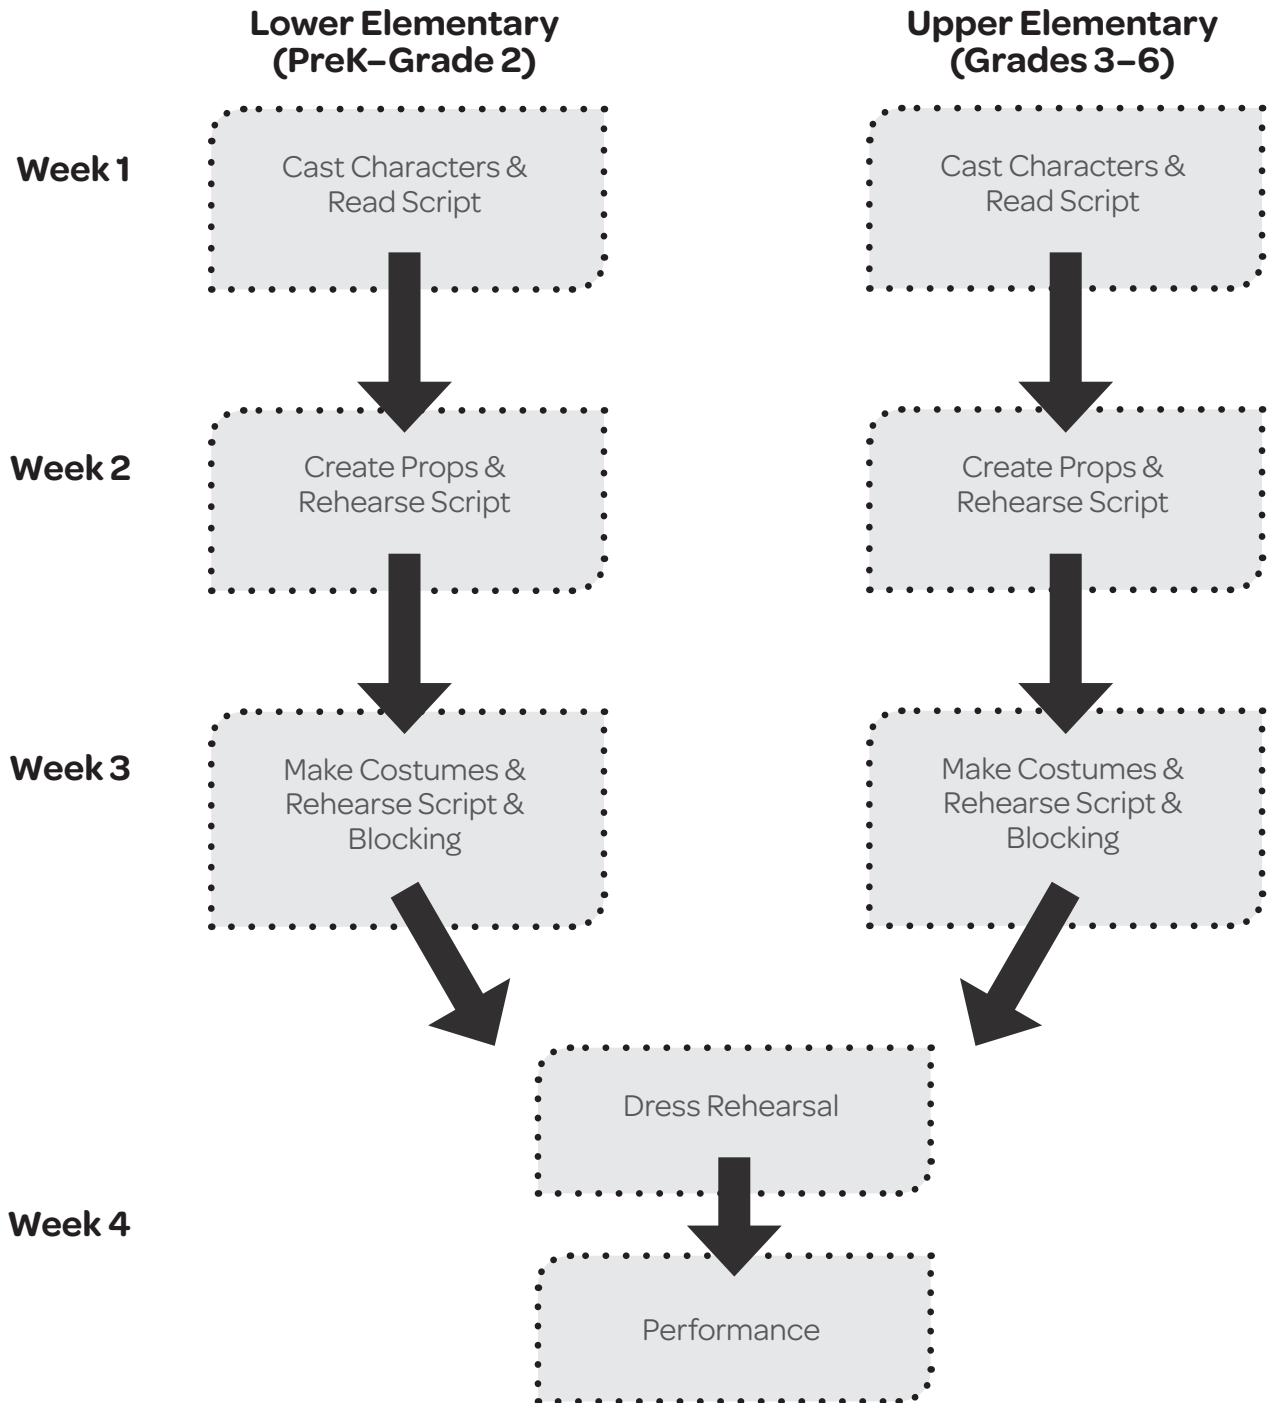 Lower Elementary
(PreK–Grade 2)
Upper Elementary
(Grades 3–6)
Week 1
Cast Characters &
Read Script
Cast Characters &
Read Script
Week 2
Create Props &
Rehearse Script
Create Props &
Rehearse Script
Week 3
Make Costumes &
Rehearse Script &
Blocking
Make Costumes &
Rehearse Script &
Blocking
Dress Rehearsal
Week 4
Performance